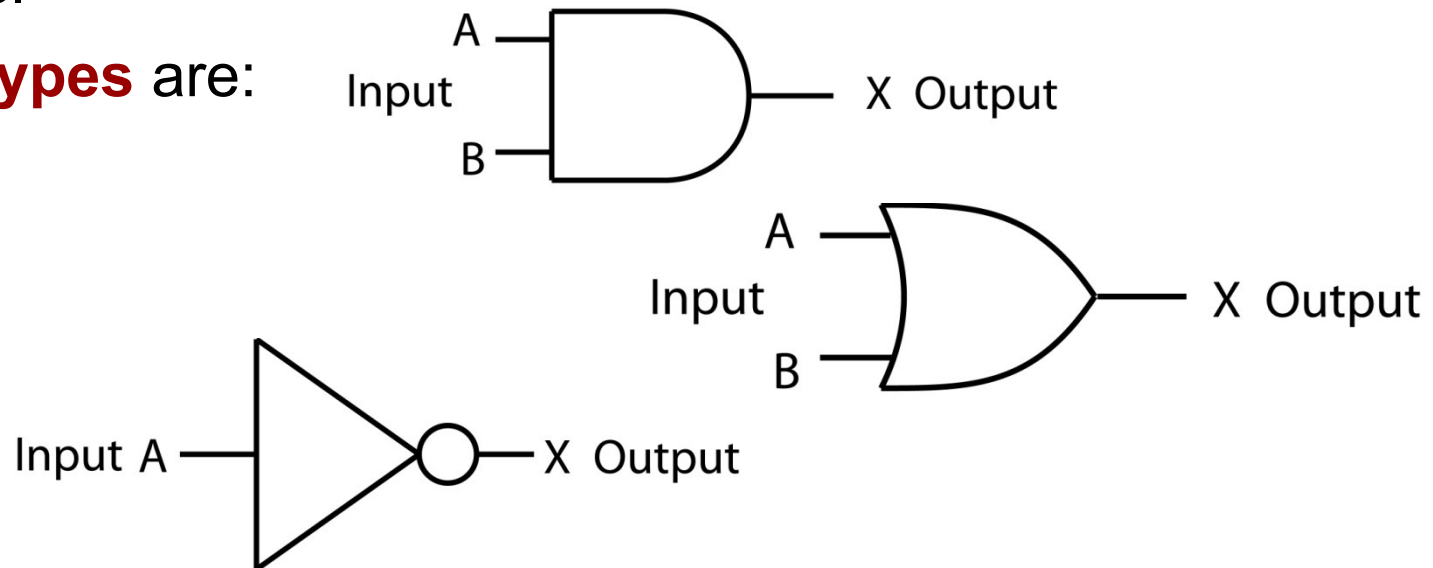 ypes are:
A
Input
B
X Output
A
Input
B
X Output
Input A
X Output